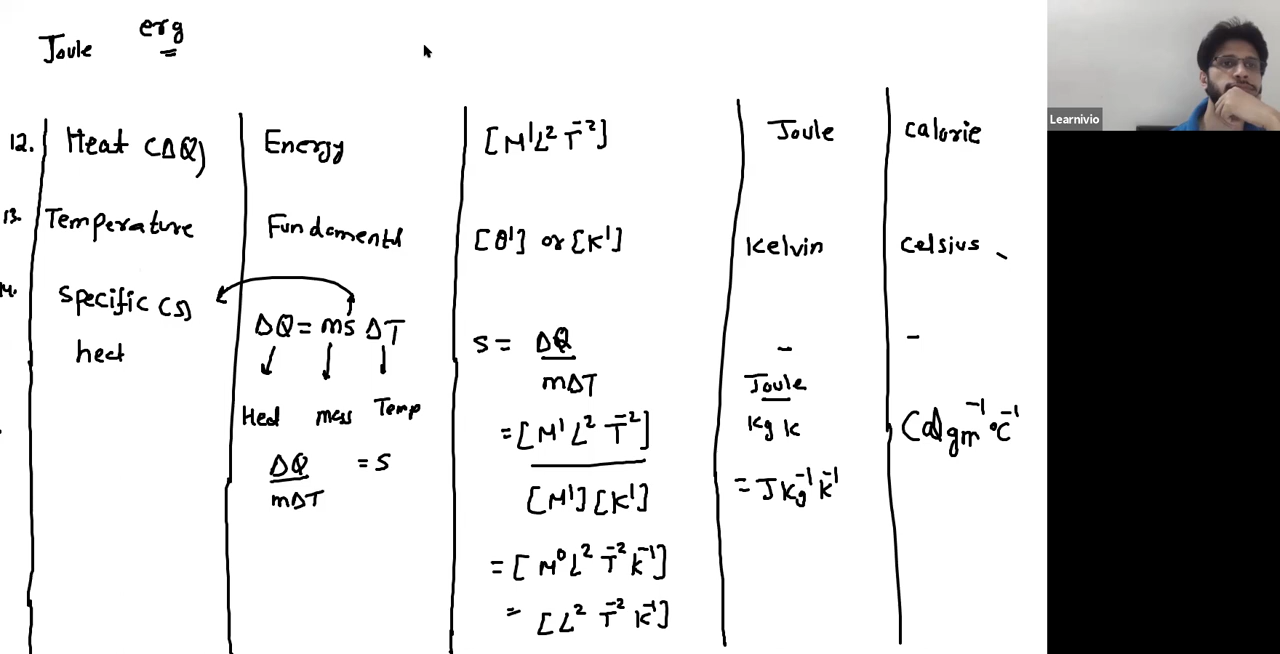 Joule erg
Learnivio
12. Heat (ΔQ) Energy [M¹L²T⁻²] Joule calorie
13. Temperature Fundamental [θ¹] or [K¹] Kelvin Celsius
14. Specific (S) heat
ΔQ = ms ΔT
Heat mass Temp
ΔQ/mΔT = S
S = ΔQ/mΔT
= [M¹L²T⁻²]/[M¹][K¹]
= [M⁰L²T⁻²K⁻¹]
= [L²T⁻²K⁻¹]
-
Joule/kg K
= J kg⁻¹ K⁻¹
-
Cal gm⁻¹ °C⁻¹